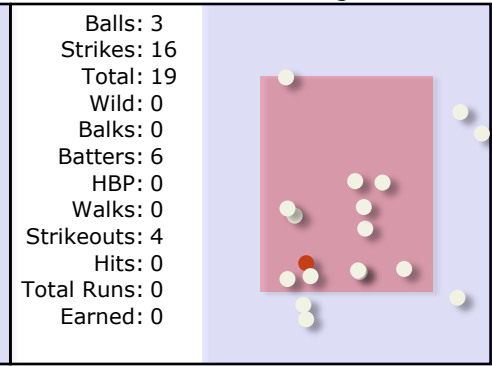 Balls: 3
Strikes: 16
Total: 19
Wild: 0
Balks: 0
Batters: 6
HBP: 0
Walks: 0
Strikeouts: 4
Hits: 0
Total Runs: 0
Earned: 0